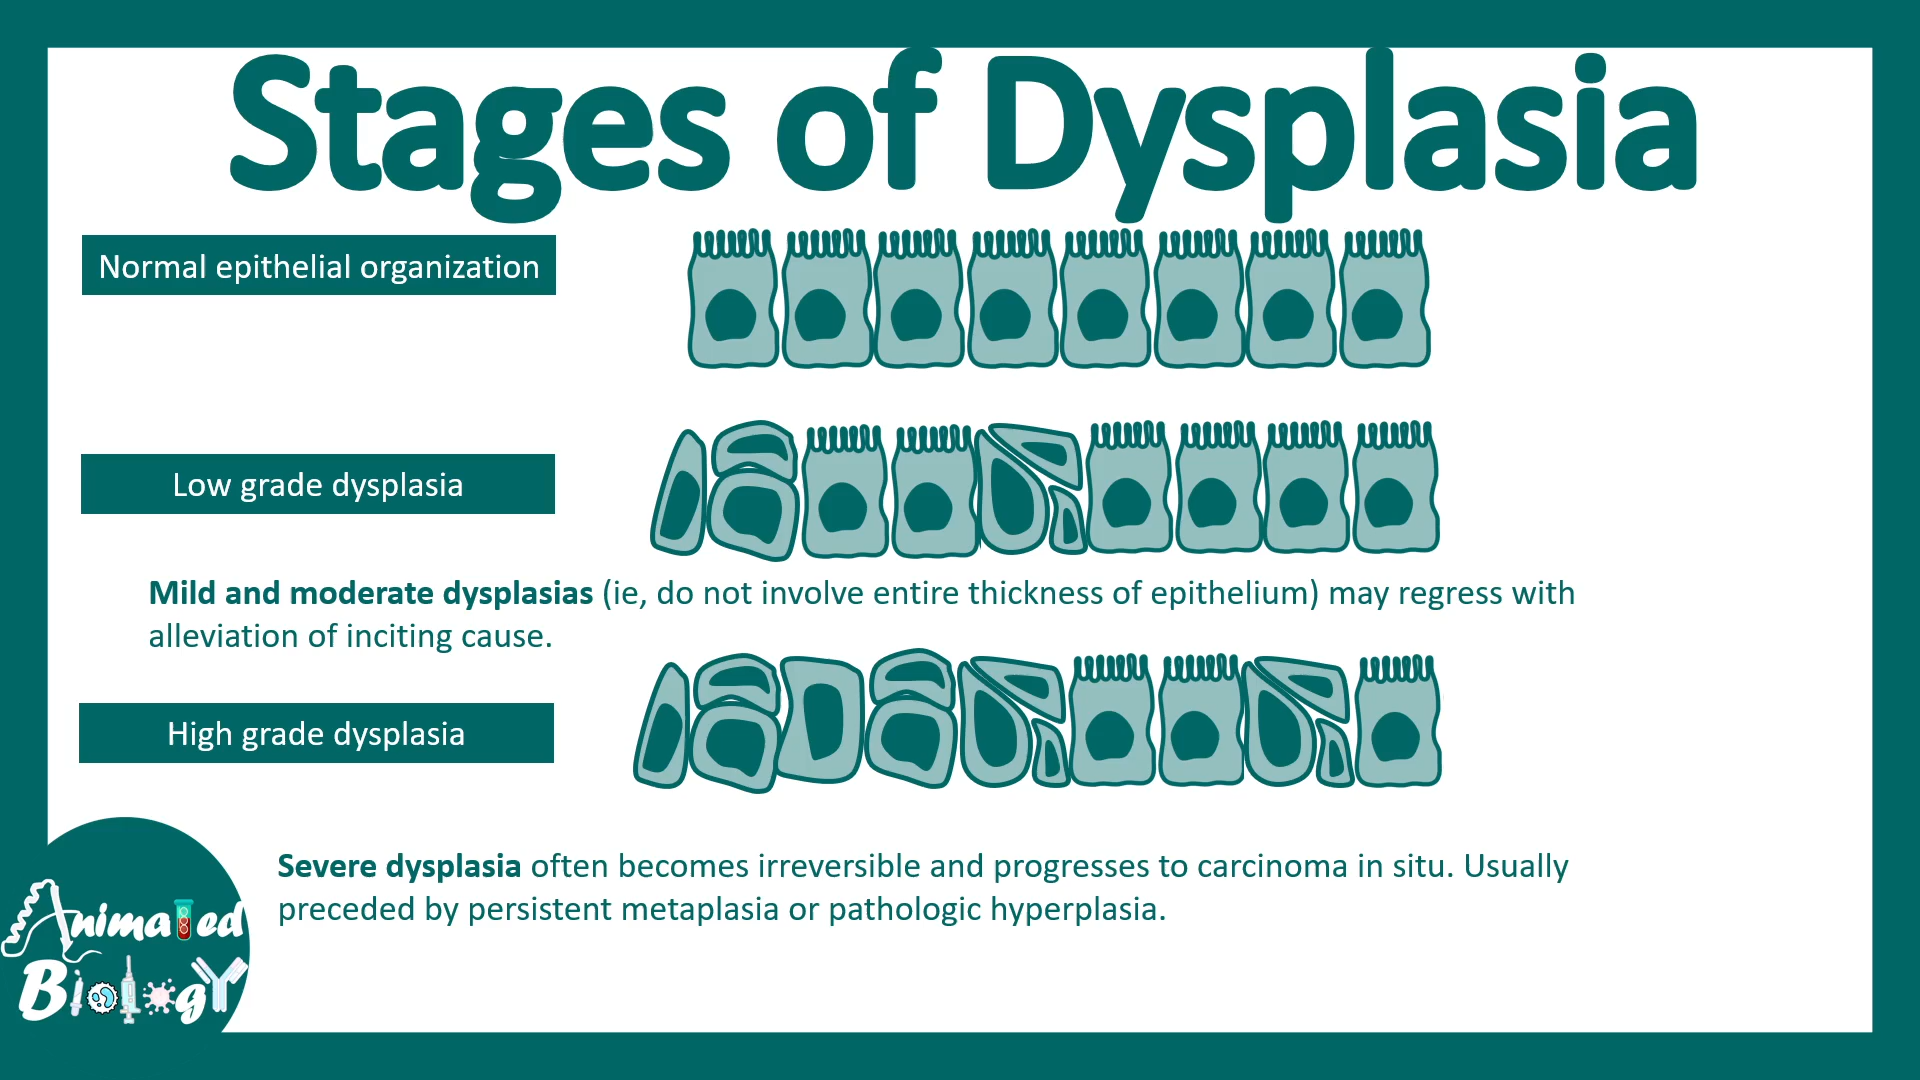 Stages of Dysplasia
Normal epithelial organization
Low grade dysplasia
Mild and moderate dysplasias (ie, do not involve entire thickness of epithelium) may regress with
alleviation of inciting cause.
High grade dysplasia
Severe dysplasia often becomes irreversible and progresses to carcinoma in situ. Usually
preceded by persistent metaplasia or pathologic hyperplasia.
Animated
Biology